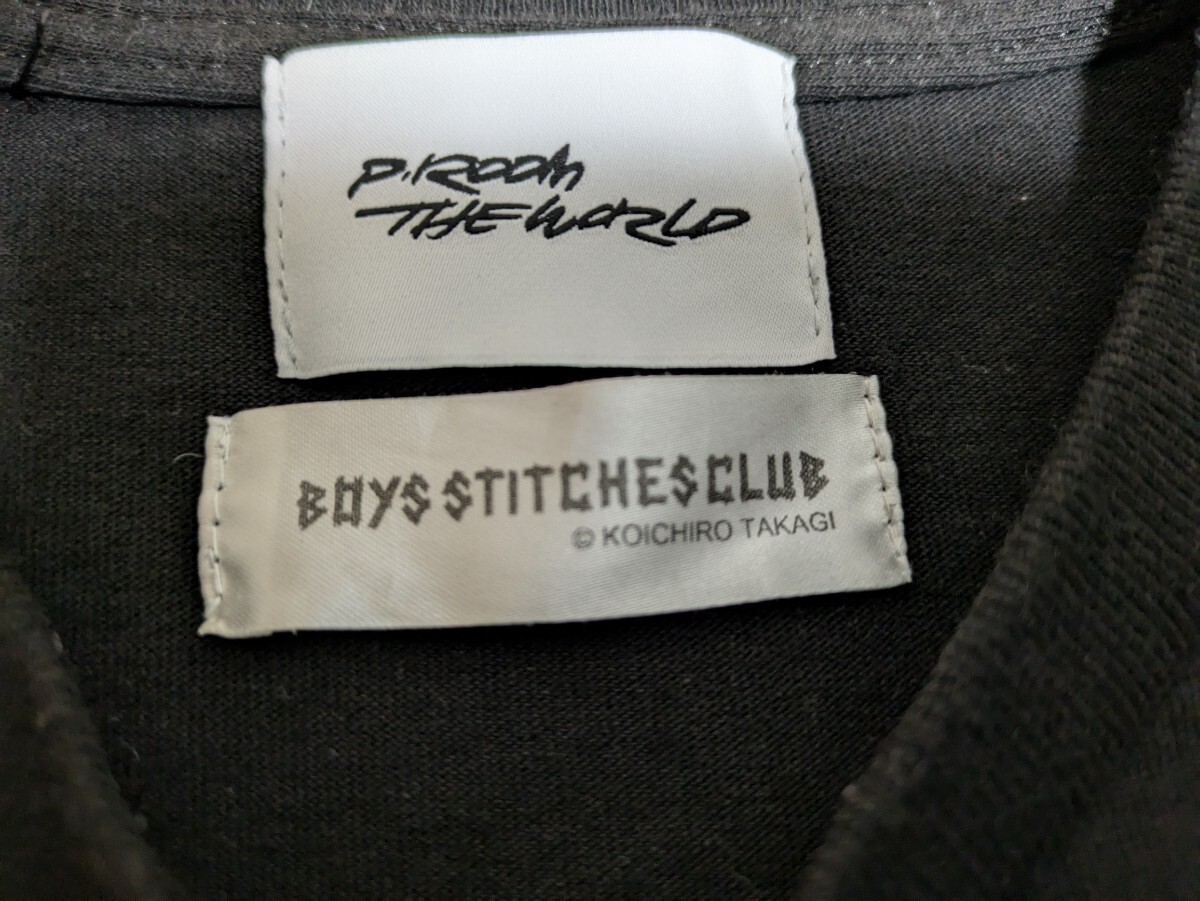 P.ROOM
THE WORLD
BOYS STITCHES CLUB
© KOICHIRO TAKAGI